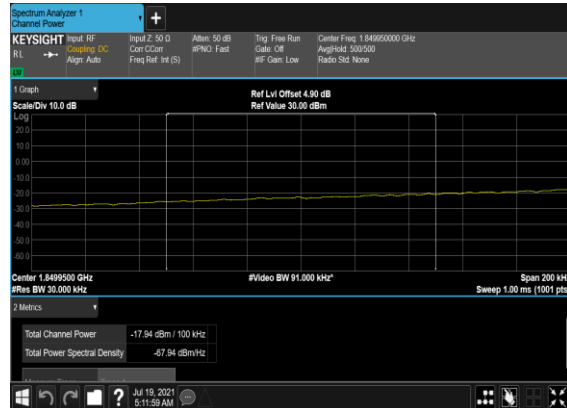 Spectrum Analyzer 1
Channel Power
+
KEYSIGHT Input: RF
RL Coupling: DC
Align: Auto
Input Z: 50 Ω
Corr CCorr
Freq Ref: Int (S)
Atten: 50 dB
#PNO: Fast
Trig: Free Run
Gate: Off
#IF Gain: Low
Center Freq: 1.849950000 GHz
Avg|Hold: 500/500
Radio Std: None
1 Graph
Scale/Div 10.0 dB
Ref Lvl Offset 4.90 dB
Ref Value 30.00 dBm
Log
20.0
10.0
0.00
-10.0
-20.0
-30.0
-40.0
-50.0
-60.0
Center 1.8499500 GHz
#Res BW 30.000 kHz
#Video BW 91.000 kHz*
Span 200 kH
Sweep 1.00 ms (1001 pts
2 Metrics
Total Channel Power -17.94 dBm / 100 kHz
Total Power Spectral Density -67.94 dBm/Hz
?
Jul 19, 2021
5:11:59 AM